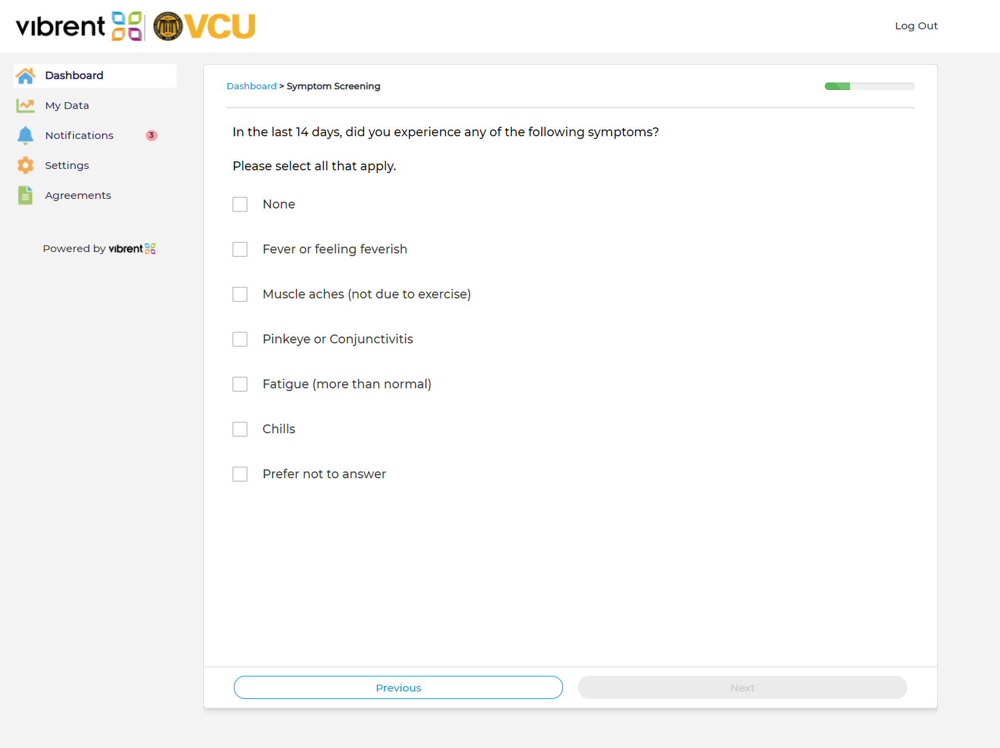 vibrent VCU
Log Out
Dashboard
My Data
Notifications 3
Settings
Agreements
Powered by vibrent
Dashboard > Symptom Screening
In the last 14 days, did you experience any of the following symptoms?
Please select all that apply.
None
Fever or feeling feverish
Muscle aches (not due to exercise)
Pinkeye or Conjunctivitis
Fatigue (more than normal)
Chills
Prefer not to answer
Previous
Next